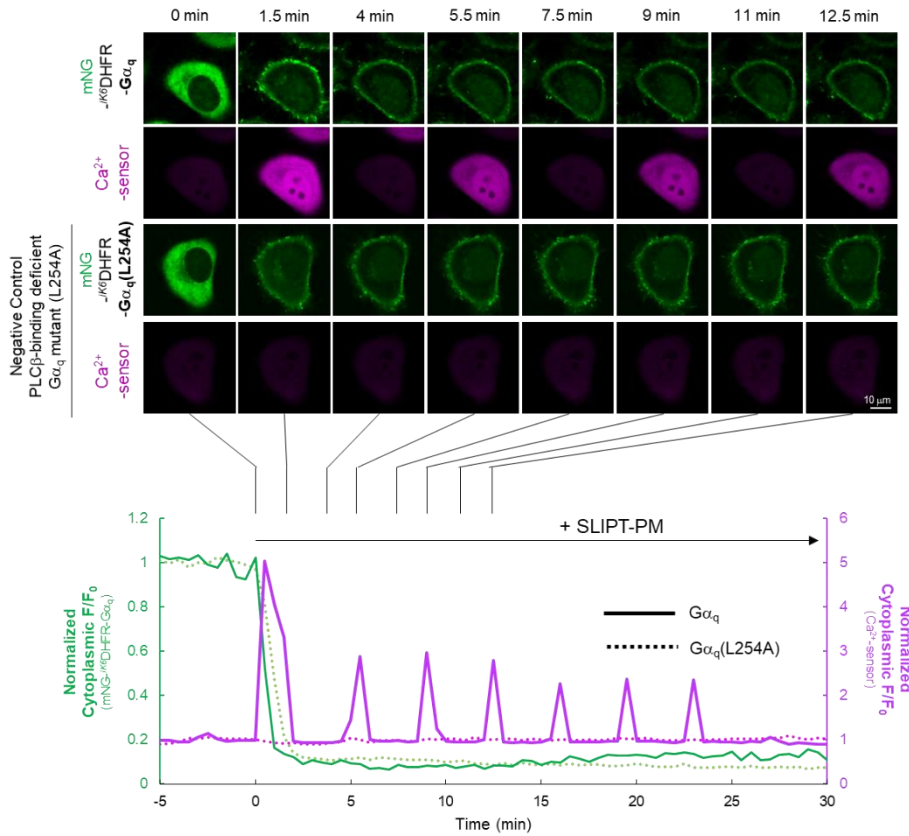 0 min 1.5 min 4 min 5.5 min 7.5 min 9 min 11 min 12.5 min
mNG
-iK6DHFR
-Gαq
Ca2+
-sensor
Negative Control
PLCβ-binding deficient
Gαq mutant (L254A)
mNG
-iK6DHFR
-Gαq(L254A)
Ca2+
-sensor
10 μm
+ SLIPT-PM
Normalized
Cytoplasmic F/F0
(mNG-iK6DHFR-Gαq)
1.2
1
0.8
0.6
0.4
0.2
0
Gαq
Gαq(L254A)
6
5
4
3
2
1
0
Normalized
Cytoplasmic F/F0
(Ca2+-sensor)
-5 0 5 10 15 20 25 30
Time (min)